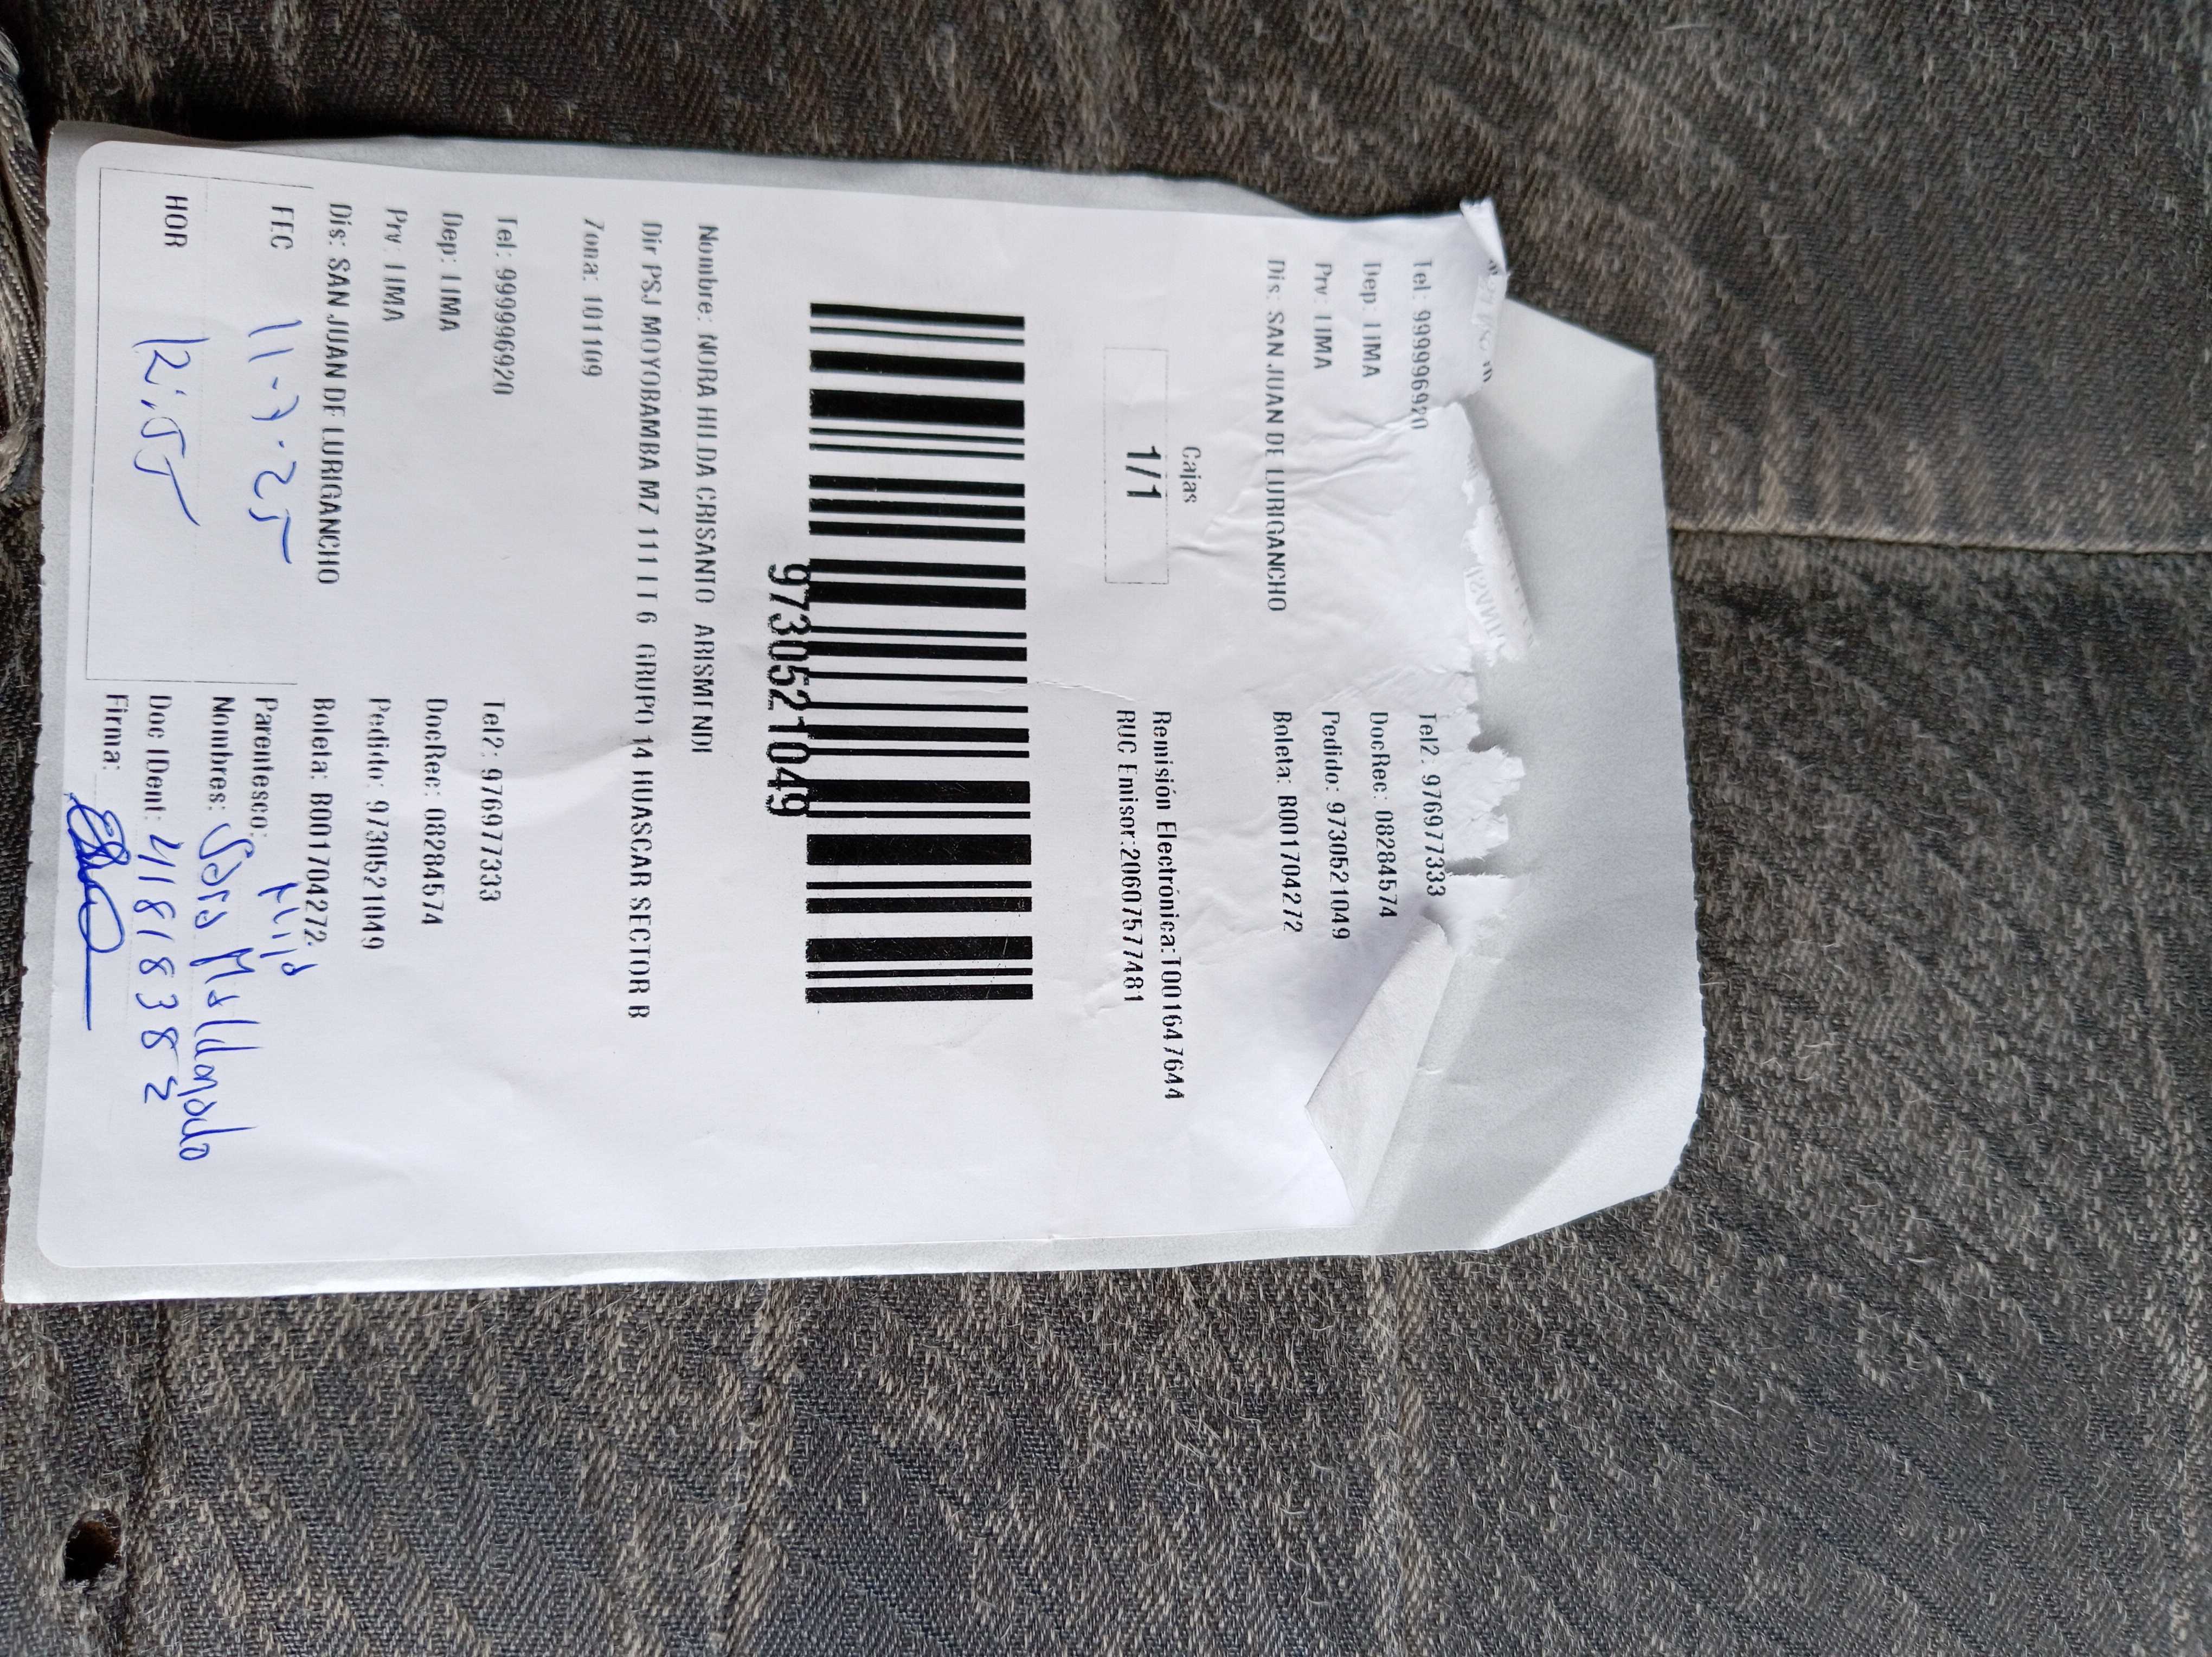 Tel: 999996920 Tel2: 976977333
Dep: LIMA DocRec: 08284574
Prv: LIMA Pedido: 9730521049
Dis: SAN JUAN DE LURIGANCHO Boleta: B001704272
Cajas Remisión Electrónica:T001647644
1/1 RUC Emisor:20607577481
9730521049
Nombre: NORA HILDA CRISANTO ARISMENDI
Dir PSJ MOYOBAMBA MZ 111 LT 6 GRUPO 14 HUASCAR SECTOR B
Zona: 101109
Tel: 999996920 Tel2: 976977333
Dep: LIMA DocRec: 08284574
Prv: LIMA Pedido: 9730521049
Dis: SAN JUAN DE LURIGANCHO Boleta: B001704272
FEC 11-7-25 Parentesco: Hija
Nombres: Sara Maldonado
HOR 12:55 Doc IDent: 41818382
Firma: